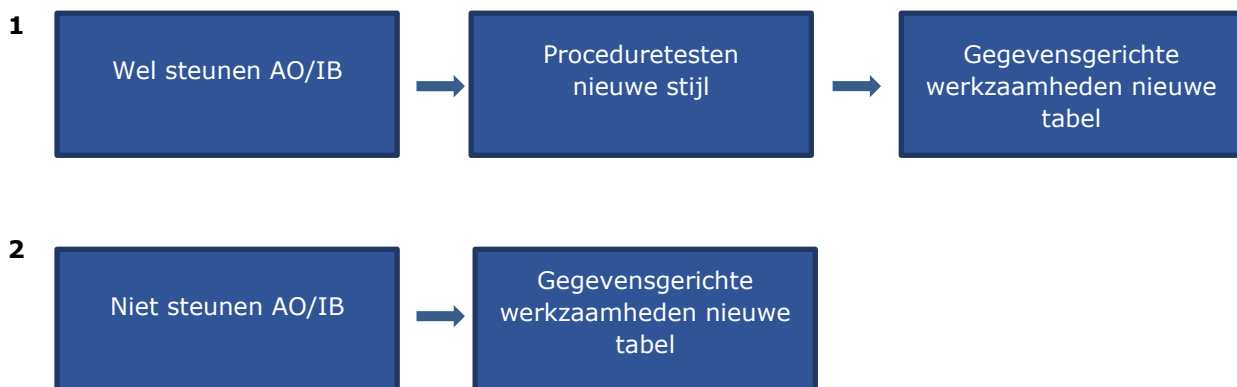 1
Wel steunen AO/IB
Proceduretesten
nieuwe stijl
Gegevensgerichte
werkzaamheden nieuwe
tabel
2
Niet steunen AO/IB
Gegevensgerichte
werkzaamheden nieuwe
tabel